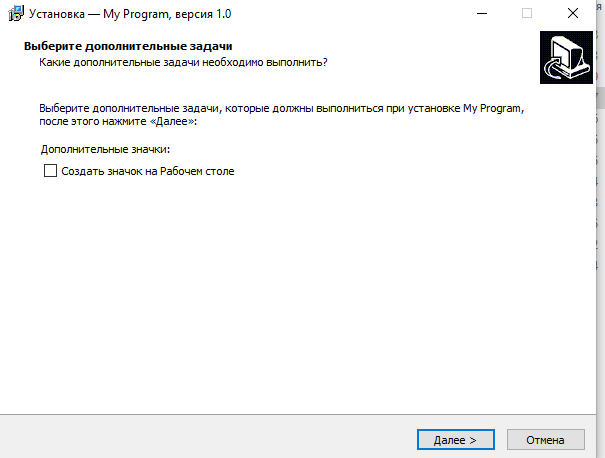 Установка — My Program, версия 1.0
Выберите дополнительные задачи
Какие дополнительные задачи необходимо выполнить?
Выберите дополнительные задачи, которые должны выполниться при установке My Program,
после этого нажмите «Далее»:
Дополнительные значки:
Создать значок на Рабочем столе
Далее >
Отмена